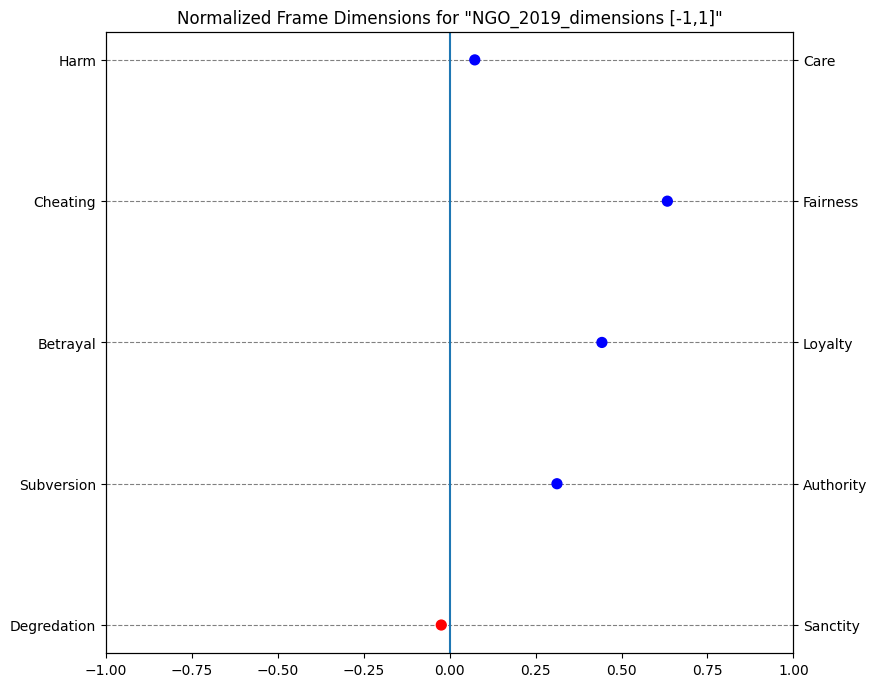 Normalized Frame Dimensions for "NGO_2019_dimensions [-1,1]"
Harm Care
Cheating Fairness
Betrayal Loyalty
Subversion Authority
Degredation Sanctity
−1.00 −0.75 −0.50 −0.25 0.00 0.25 0.50 0.75 1.00